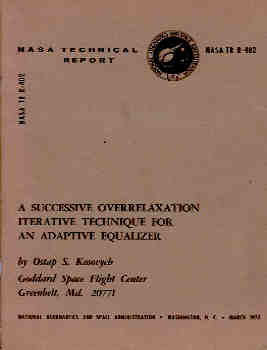 NASA TECHNICAL
REPORT
NASA TR R-402
NASA TR R-402
A SUCCESSIVE OVERRELAXATION
ITERATIVE TECHNIQUE FOR
AN ADAPTIVE EQUALIZER
by Ostap S. Kosovych
Goddard Space Flight Center
Greenbelt, Md. 20771
NATIONAL AERONAUTICS AND SPACE ADMINISTRATION • WASHINGTON, D. C. • MARCH 1973